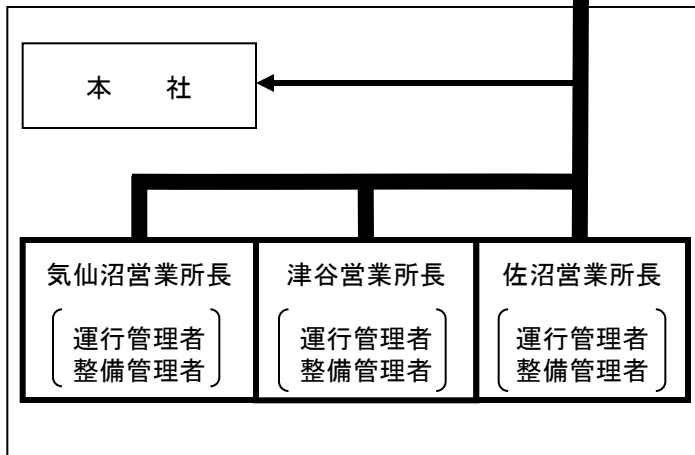 本　　社
気仙沼営業所長
運行管理者
整備管理者
津谷営業所長
運行管理者
整備管理者
佐沼営業所長
運行管理者
整備管理者